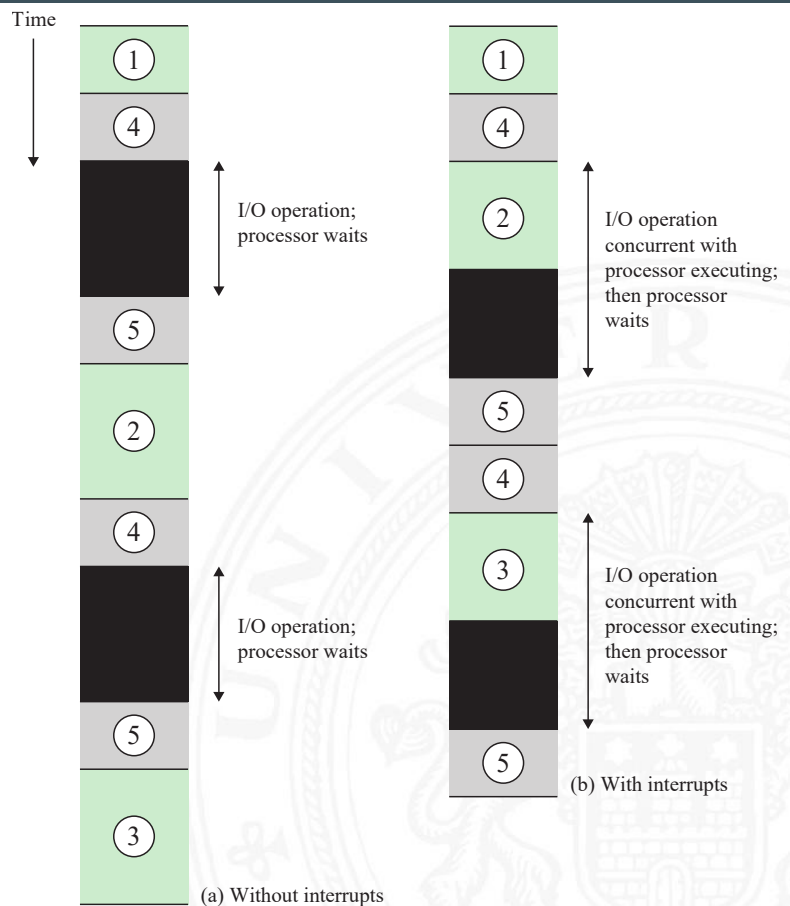 Time
1
4
I/O operation;
processor waits
5
2
4
I/O operation;
processor waits
5
3
(a) Without interrupts
1
4
2
I/O operation
concurrent with
processor executing;
then processor
waits
5
4
3
I/O operation
concurrent with
processor executing;
then processor
waits
5
(b) With interrupts
U N I V E R